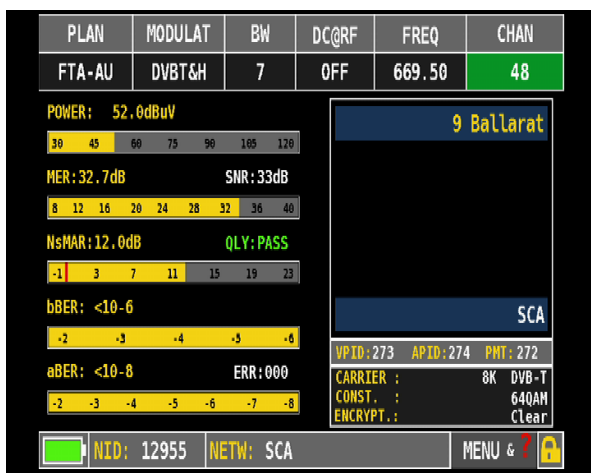 PLAN MODULAT BW DC@RF FREQ CHAN
FTA-AU DVBT&H 7 OFF 669.50 48
POWER: 52.0dBuV
30 45 60 75 90 105 120
9 Ballarat
MER:32.7dB SNR:33dB
8 12 16 20 24 28 32 36 40
NsMAR:12.0dB QLY:PASS
-1 3 7 11 15 19 23
bBER: <10-6
-2 -3 -4 -5 -6
SCA
aBER: <10-8 ERR:000
-2 -3 -4 -5 -6 -7 -8
VPID:273 APID:274 PMT:272
CARRIER : 8K DVB-T
CONST. : 64QAM
ENCRYPT.: Clear
NID: 12955 NETW: SCA MENU & ?